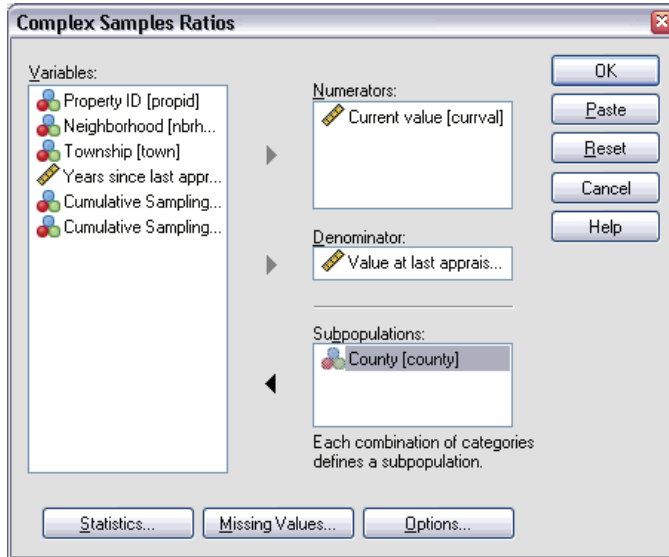 Complex Samples Ratios
Variables:
Property ID [propid]
Neighborhood [nbrh...
Township [town]
Years since last appr...
Cumulative Sampling...
Cumulative Sampling...
Numerators:
Current value [currval]
Denominator:
Value at last apprais...
Subpopulations:
County [county]
Each combination of categories
defines a subpopulation.
OK
Paste
Reset
Cancel
Help
Statistics...
Missing Values...
Options...